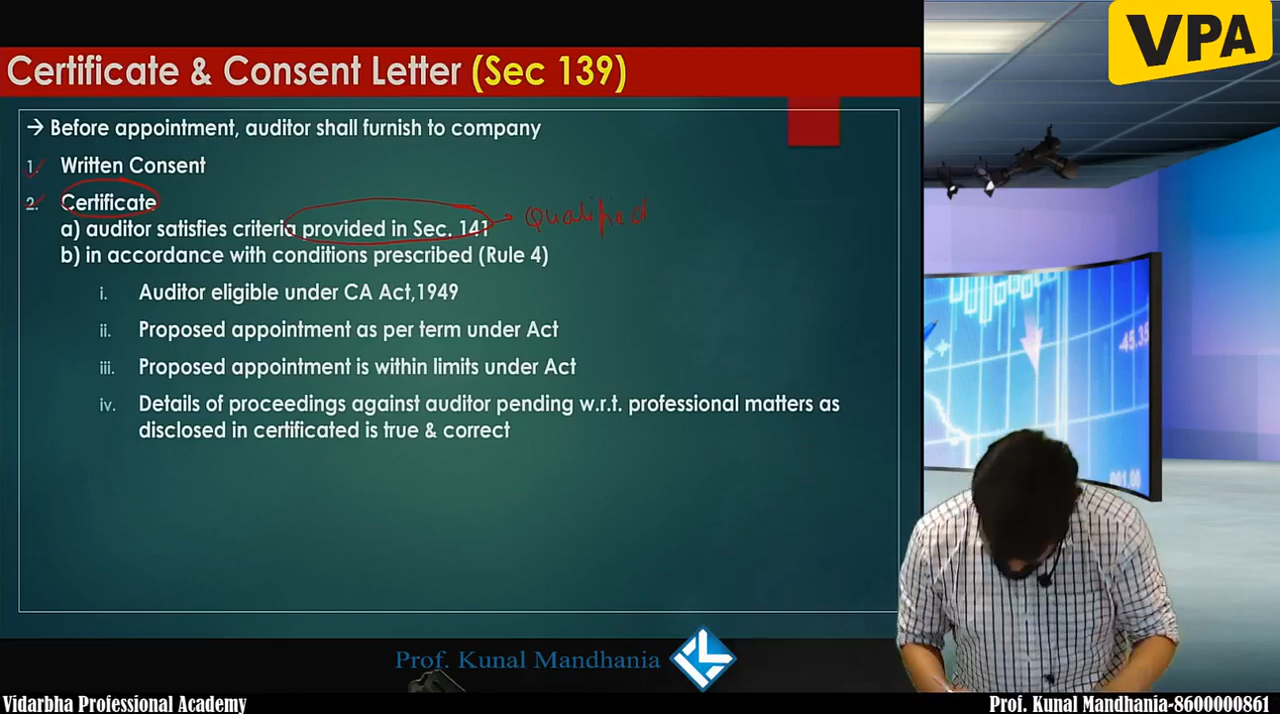 VPA
Certificate & Consent Letter (Sec 139)
→ Before appointment, auditor shall furnish to company
1. Written Consent
2. Certificate
a) auditor satisfies criteria provided in Sec. 141
Qualified
b) in accordance with conditions prescribed (Rule 4)
i. Auditor eligible under CA Act,1949
ii. Proposed appointment as per term under Act
iii. Proposed appointment is within limits under Act
iv. Details of proceedings against auditor pending w.r.t. professional matters as
disclosed in certificated is true & correct
-45.35
Prof. Kunal Mandhania
Vidarbha Professional Academy
Prof. Kunal Mandhania-8600000861